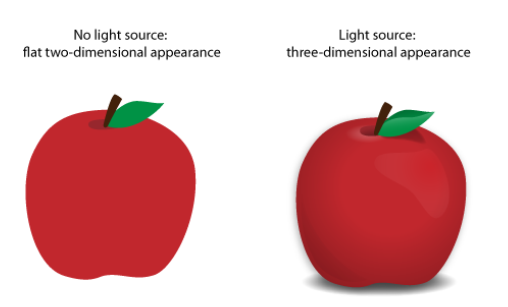 No light source:
flat two-dimensional appearance
Light source:
three-dimensional appearance